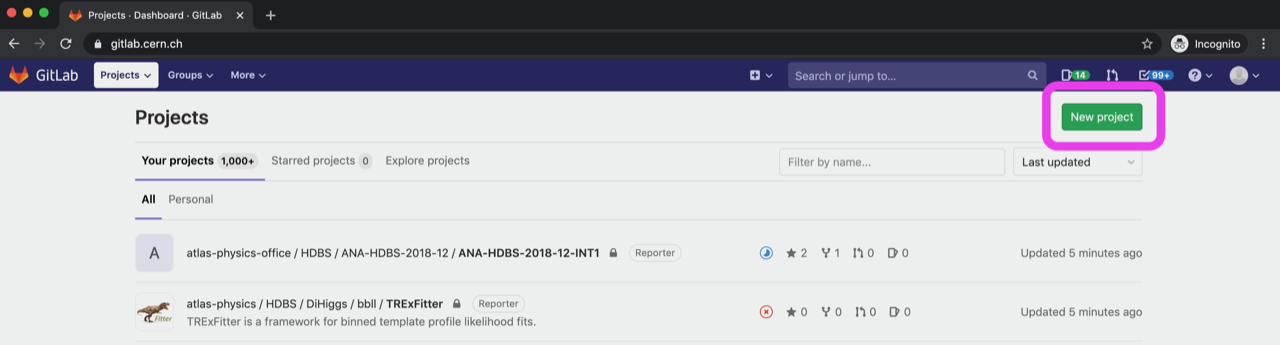 Projects · Dashboard · GitLab
gitlab.cern.ch
Incognito
GitLab Projects Groups More Search or jump to... 14 99+
Projects
New project
Your projects 1,000+ Starred projects 0 Explore projects Filter by name... Last updated
All Personal
A atlas-physics-office / HDBS / ANA-HDBS-2018-12 / ANA-HDBS-2018-12-INT1 Reporter 2 1 0 0 Updated 5 minutes ago
atlas-physics / HDBS / DiHiggs / bbll / TRExFitter Reporter 0 0 0 0 Updated 5 minutes ago
Fitter TRExFitter is a framework for binned template profile likelihood fits.